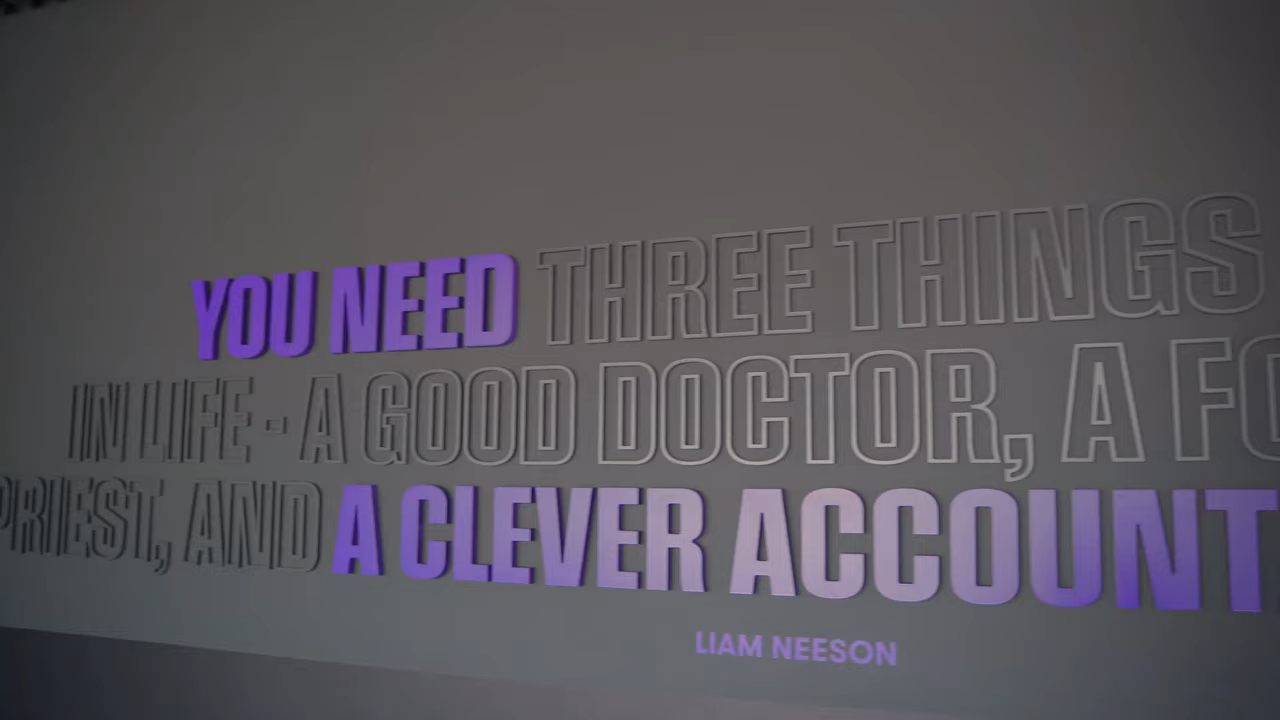 YOU NEED THREE THINGS
IN LIFE - A GOOD DOCTOR, A
PRIEST, AND A CLEVER ACCOUNT
LIAM NEESON